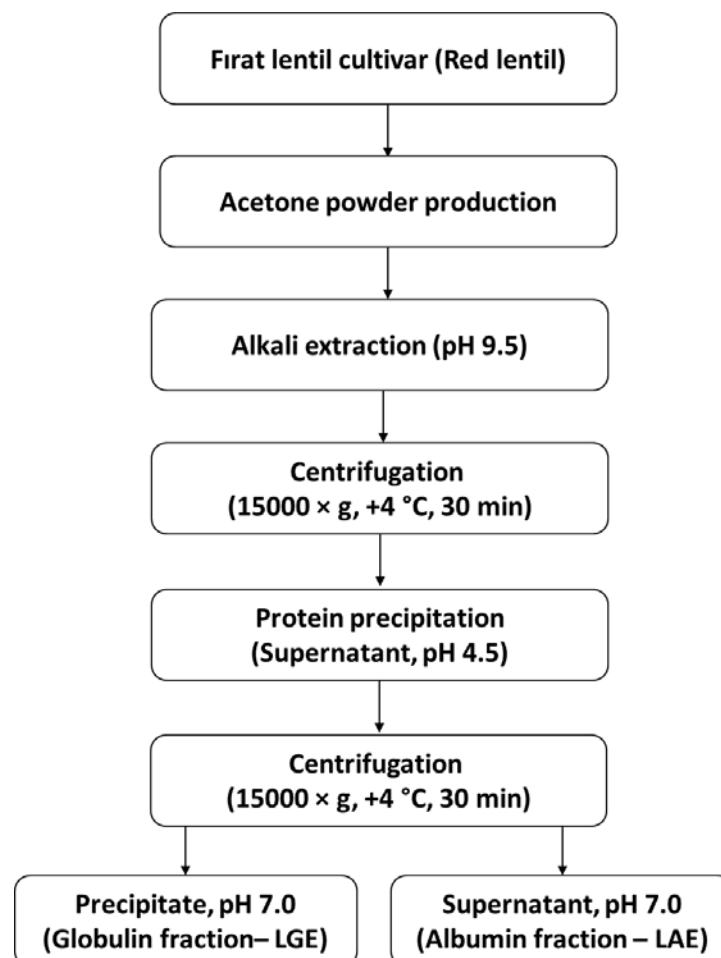 Fırat lentil cultivar (Red lentil)
Acetone powder production
Alkali extraction (pH 9.5)
Centrifugation
(15000 × g, +4 °C, 30 min)
Protein precipitation
(Supernatant, pH 4.5)
Centrifugation
(15000 × g, +4 °C, 30 min)
Precipitate, pH 7.0
(Globulin fraction– LGE)
Supernatant, pH 7.0
(Albumin fraction – LAE)